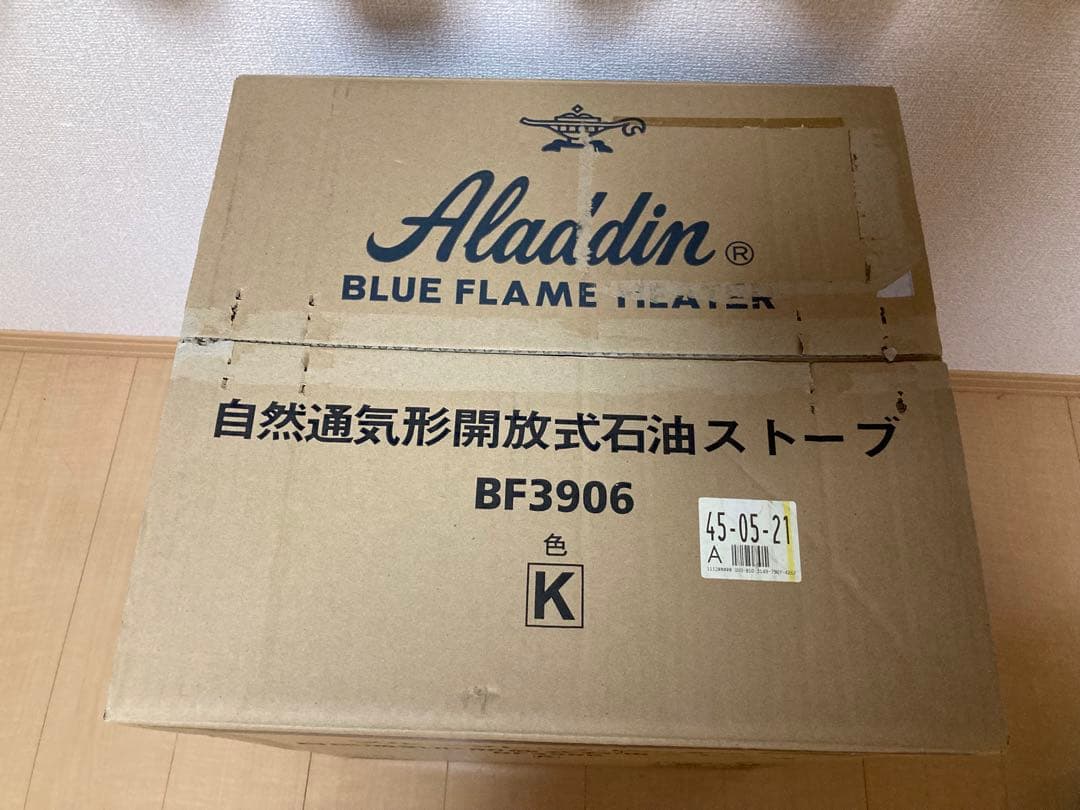 Aladdin ®
BLUE FLAME HEATER
自然通気形開放式石油ストーブ
BF3906
色
K
45-05-21
A